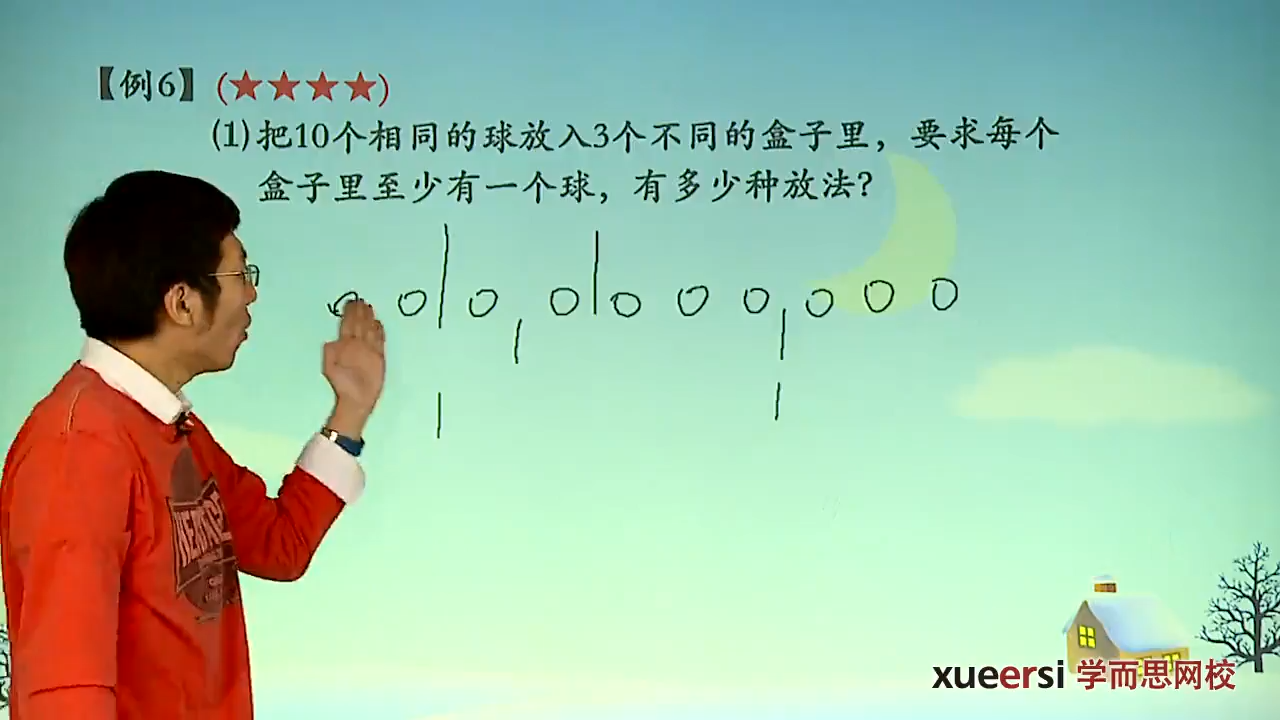 【例6】(★★★★)
(1)把10个相同的球放入3个不同的盒子里，要求每个
盒子里至少有一个球，有多少种放法？
xueersi 学而思网校